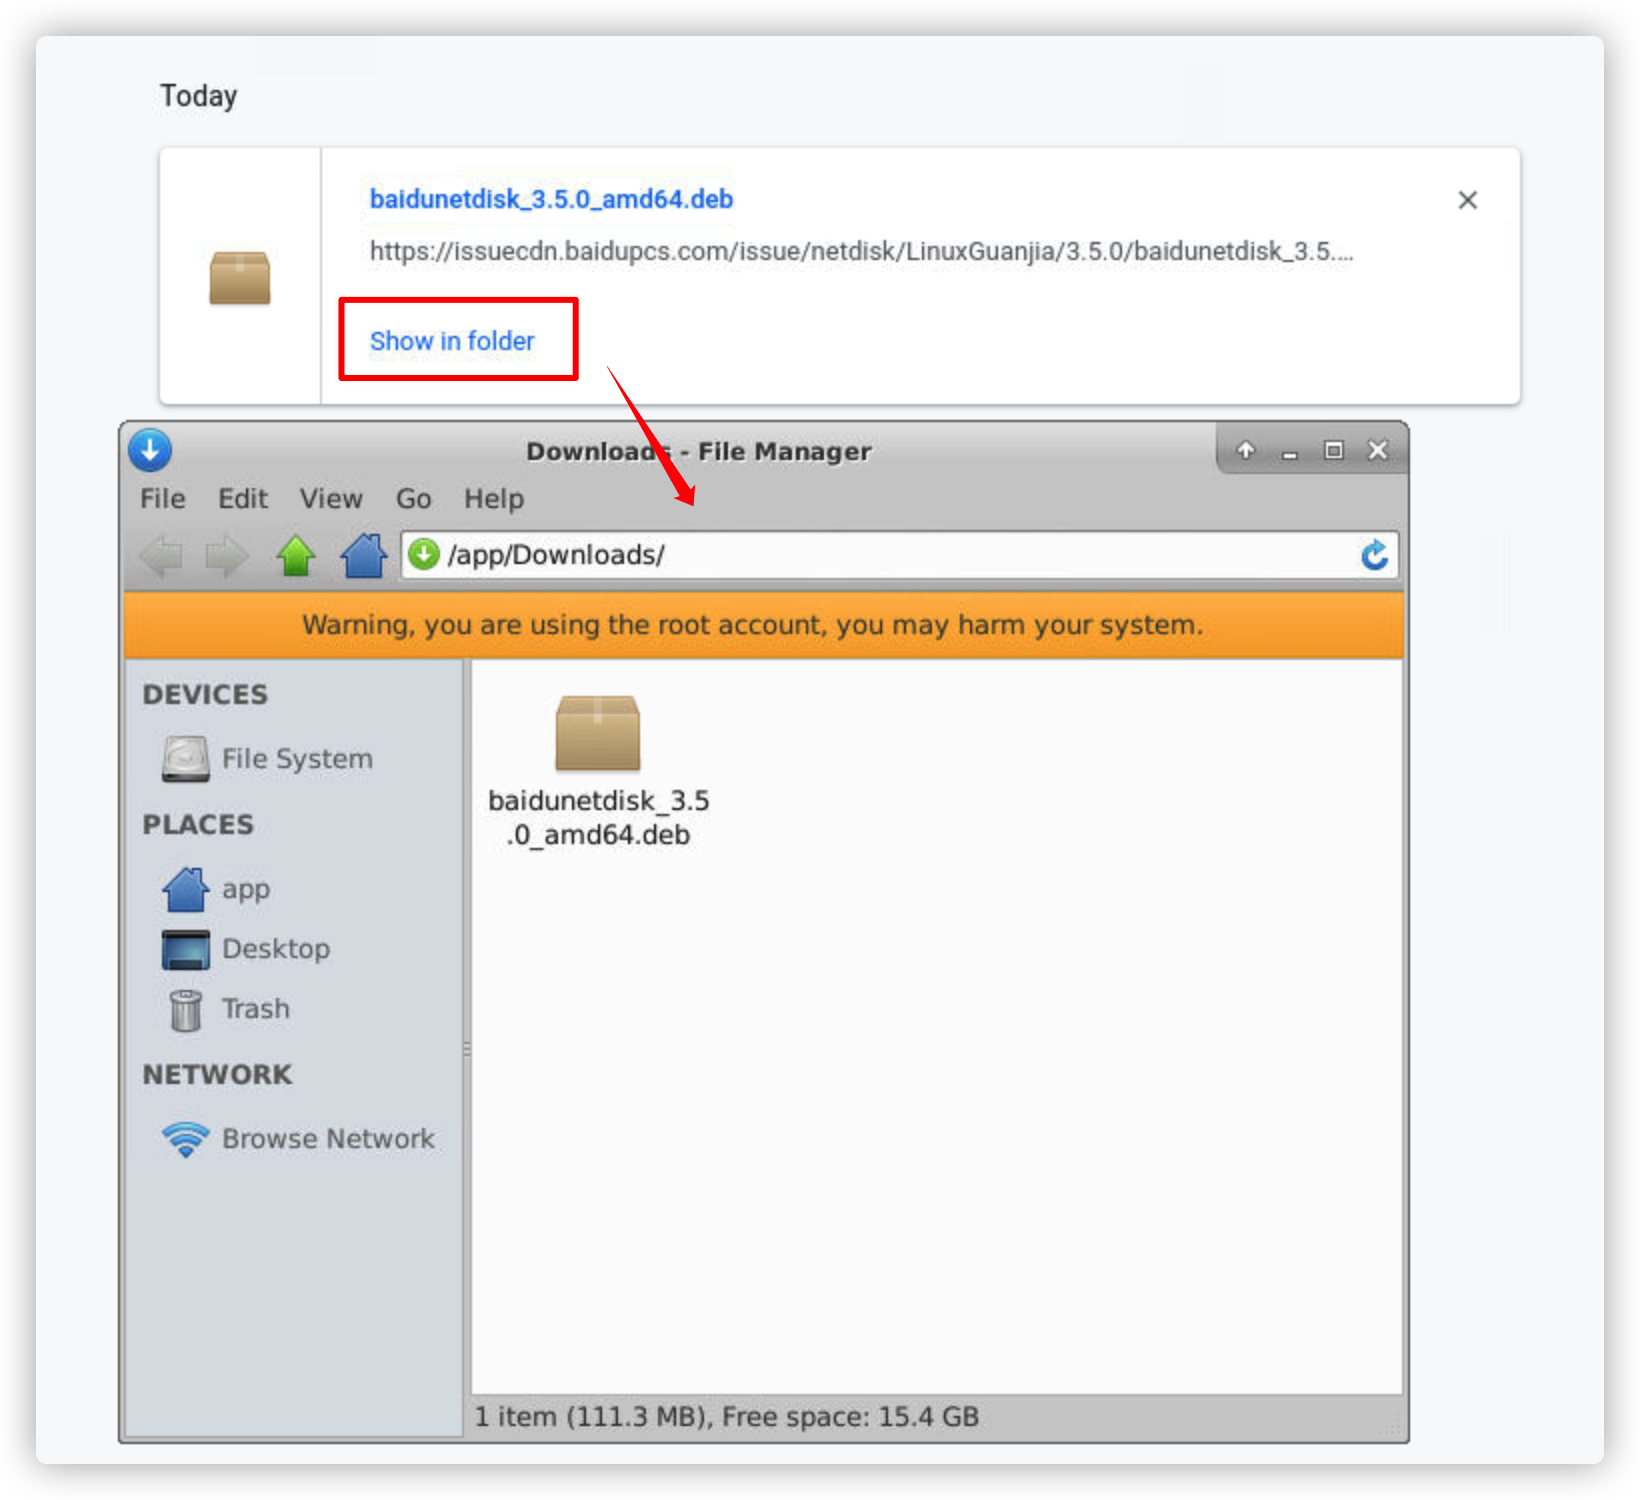 Today
baidunetdisk_3.5.0_amd64.deb
https://issuecdn.baidupcs.com/issue/netdisk/LinuxGuanjia/3.5.0/baidunetdisk_3.5....
Show in folder
Downloads - File Manager
File Edit View Go Help
/app/Downloads/
Warning, you are using the root account, you may harm your system.
DEVICES
File System
PLACES
app
Desktop
Trash
NETWORK
Browse Network
baidunetdisk_3.5
.0_amd64.deb
1 item (111.3 MB), Free space: 15.4 GB